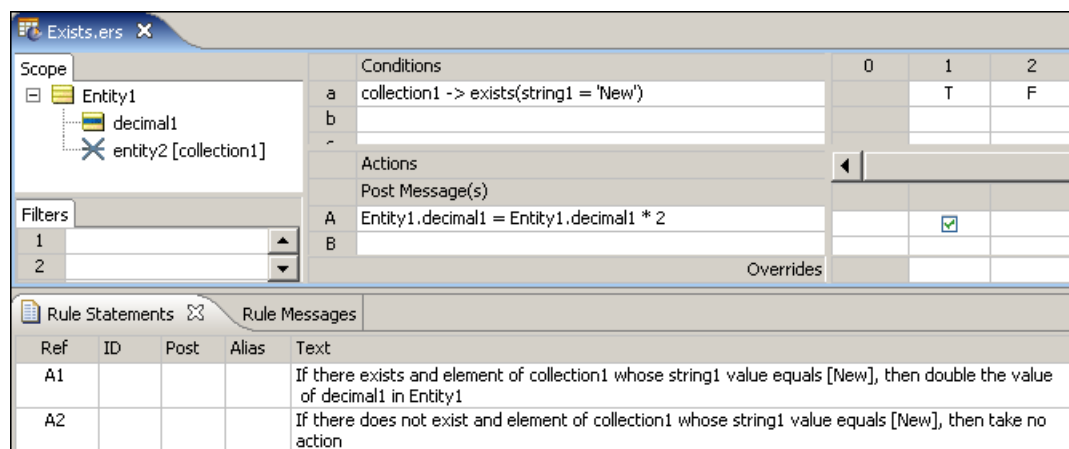 Exists.ers
Scope
Entity1
decimal1
entity2 [collection1]
Filters
1
2
Conditions 0 1 2
a collection1 -> exists(string1 = 'New') T F
b
Actions
Post Message(s)
A Entity1.decimal1 = Entity1.decimal1 * 2
B
Overrides
Rule Statements Rule Messages
Ref ID Post Alias Text
A1 If there exists and element of collection1 whose string1 value equals [New], then double the value
of decimal1 in Entity1
A2 If there does not exist and element of collection1 whose string1 value equals [New], then take no
action